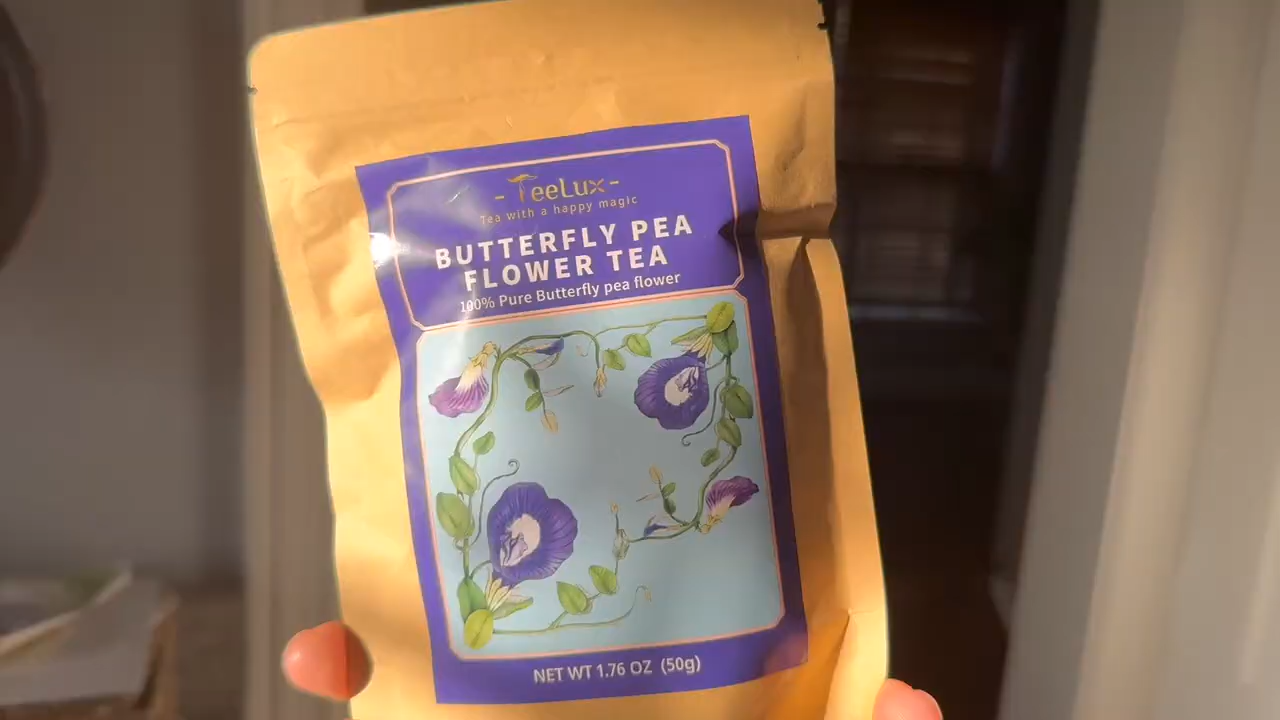 - TeeLux -
Tea with a happy magic
BUTTERFLY PEA
FLOWER TEA
100% Pure Butterfly pea flower
NET WT 1.76 OZ (50g)